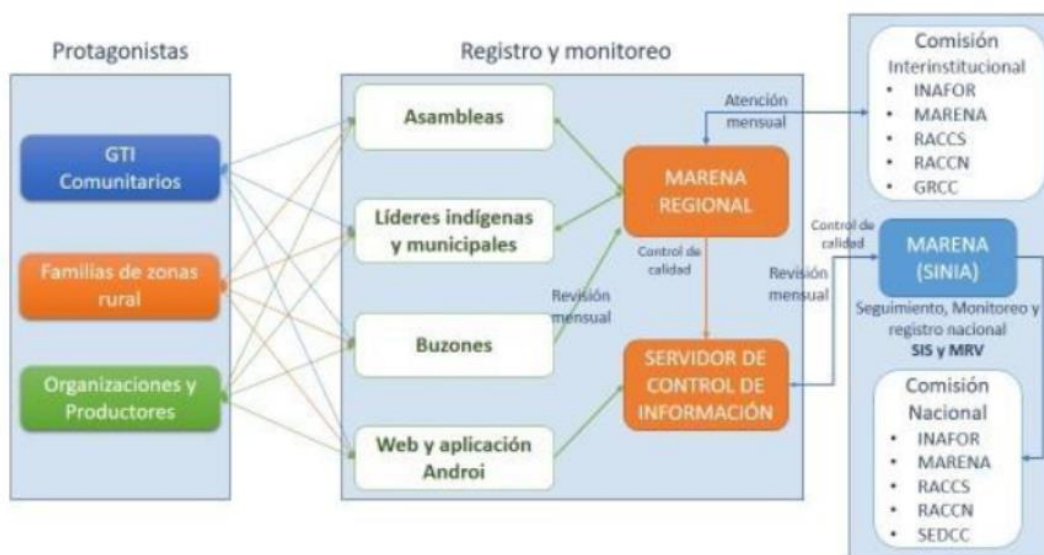 Protagonistas
GTI
Comunitarios
Familias de zonas
rural
Organizaciones y
Productores
Registro y monitoreo
Asambleas
Líderes indígenas
y municipales
Buzones
Web y aplicación
Androi
Revisión
mensual
MARENA
REGIONAL
Control de
calidad
SERVIDOR DE
CONTROL DE
INFORMACIÓN
Atención
mensual
Revisión
mensual
Control de
calidad
Comisión
Interinstitucional
• INAFOR
• MARENA
• RACCS
• RACCN
• GRCC
MARENA
(SINIA)
Seguimiento, Monitoreo y
registro nacional
SIS y MRV
Comisión
Nacional
• INAFOR
• MARENA
• RACCS
• RACCN
• SEDCC